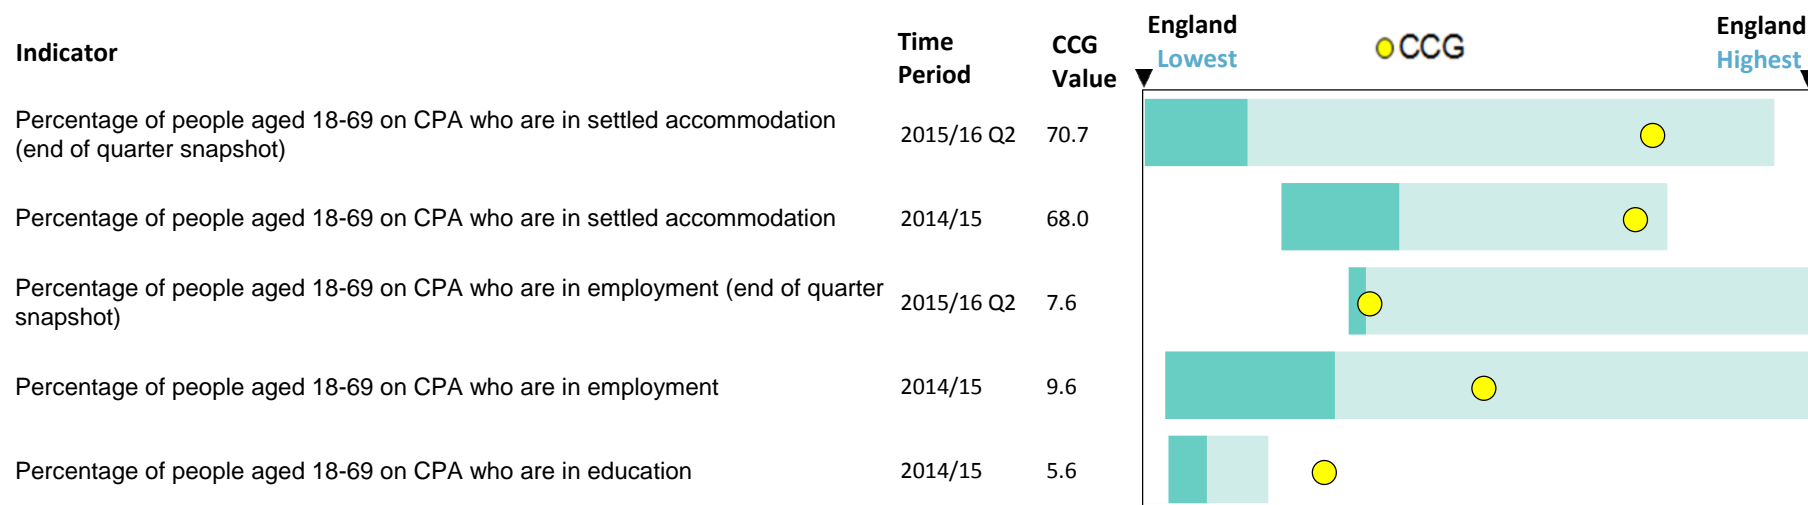 Indicator
Time
Period
CCG
Value
England
Lowest
CCG
England
Highest
Percentage of people aged 18-69 on CPA who are in settled accommodation
(end of quarter snapshot)
2015/16 Q2
70.7
Percentage of people aged 18-69 on CPA who are in settled accommodation
2014/15
68.0
Percentage of people aged 18-69 on CPA who are in employment (end of quarter
snapshot)
2015/16 Q2
7.6
Percentage of people aged 18-69 on CPA who are in employment
2014/15
9.6
Percentage of people aged 18-69 on CPA who are in education
2014/15
5.6